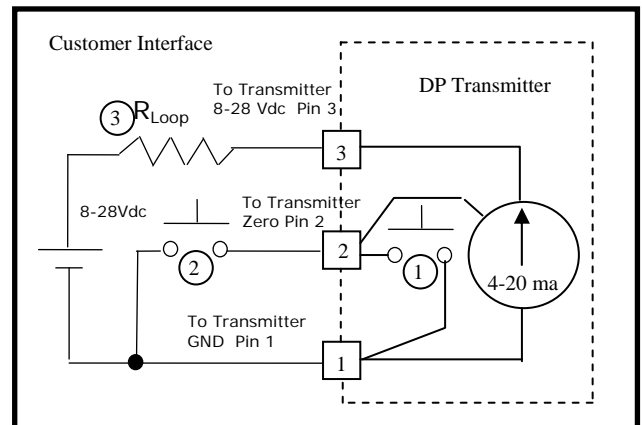 Customer Interface
DP Transmitter
To Transmitter
8-28 Vdc Pin 3
3
RLoop
3
8-28Vdc
To Transmitter
Zero Pin 2
2
2
1
4-20 ma
To Transmitter
GND Pin 1
1